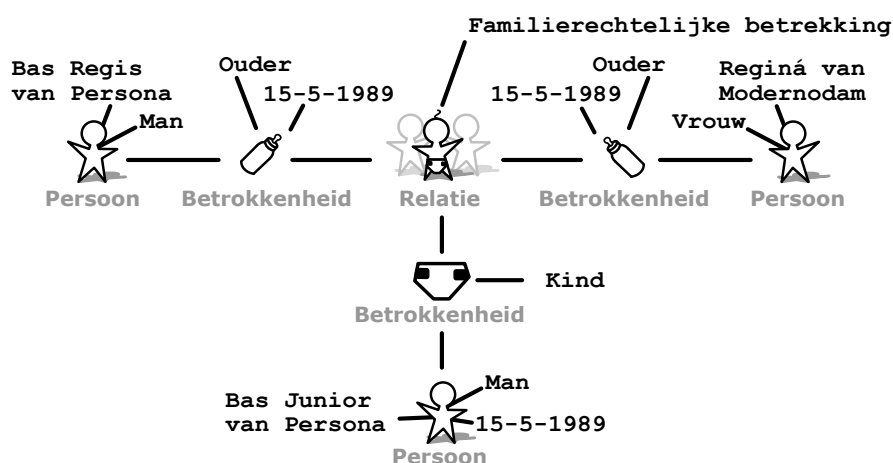 Familierechtelijke betrekking
Bas Regis
van Persona
Man
Ouder
15-5-1989
15-5-1989
Ouder
Reginá van
Modernodam
Vrouw
Persoon
Betrokkenheid
Relatie
Betrokkenheid
Persoon
Kind
Betrokkenheid
Bas Junior
van Persona
Man
15-5-1989
Persoon